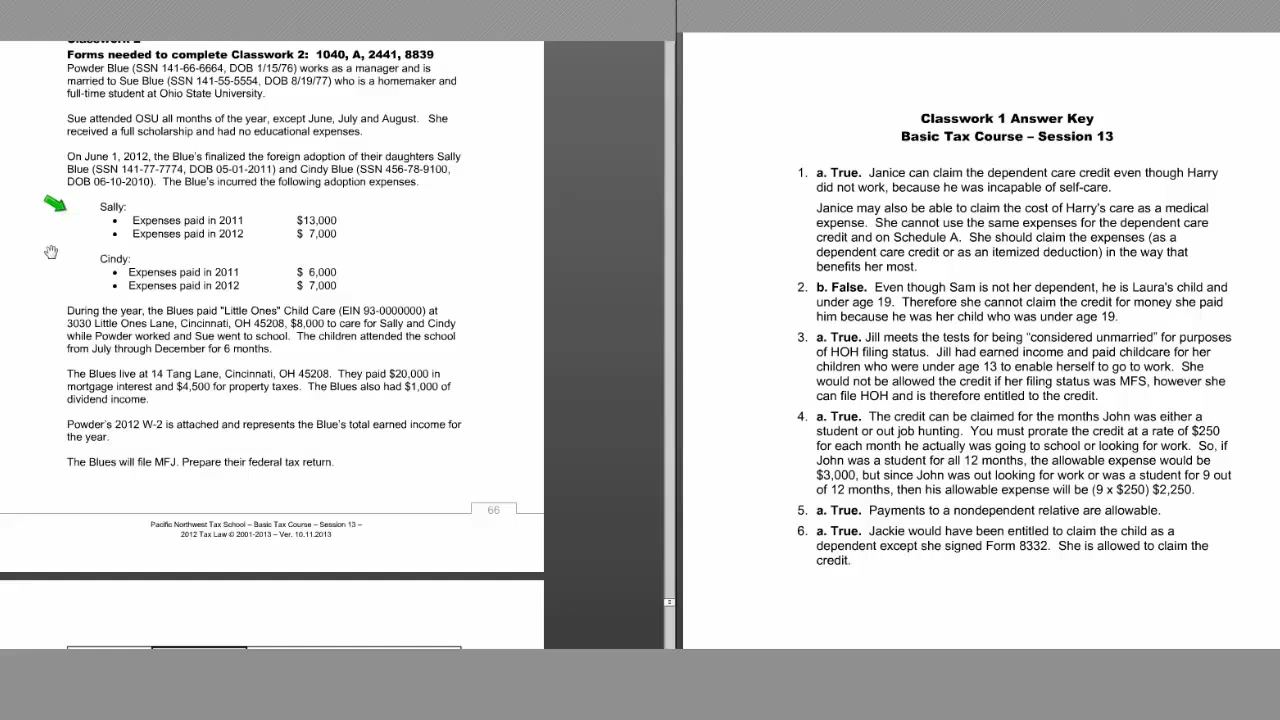 Forms needed to complete Classwork 2: 1040, A, 2441, 8839
Powder Blue (SSN 141-66-6664, DOB 1/15/76) works as a manager and is
married to Sue Blue (SSN 141-55-5554, DOB 8/19/77) who is a homemaker and
full-time student at Ohio State University.
Sue attended OSU all months of the year, except June, July and August. She
received a full scholarship and had no educational expenses.
On June 1, 2012, the Blue's finalized the foreign adoption of their daughters Sally
Blue (SSN 141-77-7774, DOB 05-01-2011) and Cindy Blue (SSN 456-78-9100,
DOB 06-10-2010). The Blue's incurred the following adoption expenses.
Sally:
• Expenses paid in 2011 $13,000
• Expenses paid in 2012 $ 7,000
Cindy:
• Expenses paid in 2011 $ 6,000
• Expenses paid in 2012 $ 7,000
During the year, the Blues paid "Little Ones" Child Care (EIN 93-0000000) at
3030 Little Ones Lane, Cincinnati, OH 45208, $8,000 to care for Sally and Cindy
while Powder worked and Sue went to school. The children attended the school
from July through December for 6 months.
The Blues live at 14 Tang Lane, Cincinnati, OH 45208. They paid $20,000 in
mortgage interest and $4,500 for property taxes. The Blues also had $1,000 of
dividend income.
Powder's 2012 W-2 is attached and represents the Blue's total earned income for
the year.
The Blues will file MFJ. Prepare their federal tax return.
66
Pacific Northwest Tax School – Basic Tax Course – Session 13 –
2012 Tax Law © 2001-2013 – Ver. 10.11.2013
Classwork 1 Answer Key
Basic Tax Course – Session 13
1. a. True. Janice can claim the dependent care credit even though Harry
did not work, because he was incapable of self-care.
Janice may also be able to claim the cost of Harry's care as a medical
expense. She cannot use the same expenses for the dependent care
credit and on Schedule A. She should claim the expenses (as a
dependent care credit or as an itemized deduction) in the way that
benefits her most.
2. b. False. Even though Sam is not her dependent, he is Laura's child and
under age 19. Therefore she cannot claim the credit for money she paid
him because he was her child who was under age 19.
3. a. True. Jill meets the tests for being “considered unmarried” for purposes
of HOH filing status. Jill had earned income and paid childcare for her
children who were under age 13 to enable herself to go to work. She
would not be allowed the credit if her filing status was MFS, however she
can file HOH and is therefore entitled to the credit.
4. a. True. The credit can be claimed for the months John was either a
student or out job hunting. You must prorate the credit at a rate of $250
for each month he actually was going to school or looking for work. So, if
John was a student for all 12 months, the allowable expense would be
$3,000, but since John was out looking for work or was a student for 9 out
of 12 months, then his allowable expense will be (9 x $250) $2,250.
5. a. True. Payments to a nondependent relative are allowable.
6. a. True. Jackie would have been entitled to claim the child as a
dependent except she signed Form 8332. She is allowed to claim the
credit.